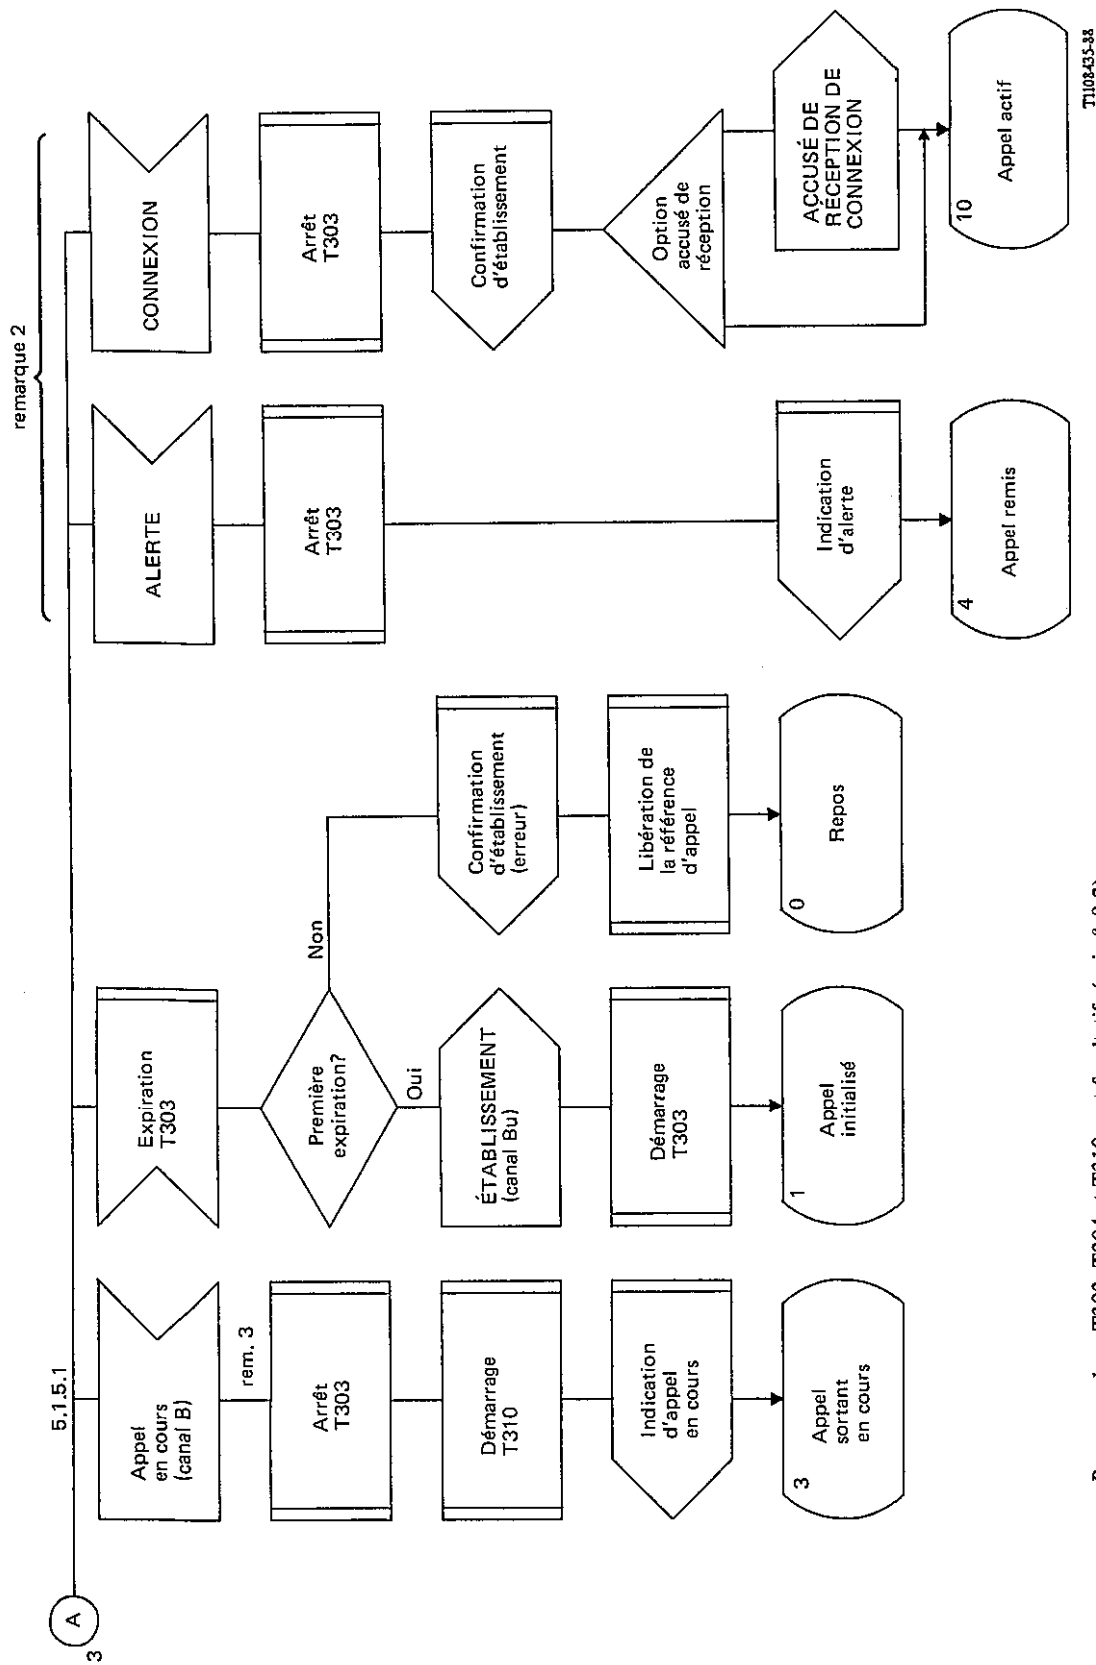 remarque 2
5.1.5.1
A
3
Appel
en cours
(canal B)
rem. 3
Arrêt
T303
Démarrage
T310
Indication
d'appel
en cours
3
Appel
sortant
en cours
Expiration
T303
Première
expiration?
Non
Oui
ÉTABLISSEMENT
(canal Bu)
Démarrage
T303
1
Appel
initialisé
Confirmation
d'établissement
(erreur)
Libération de
la référence
d'appel
0
Repos
ALERTE
Arrêt
T303
Indication
d'alerte
4
Appel remis
CONNEXION
Arrêt
T303
Confirmation
d'établissement
Option
accusé de
réception
ACCUSÉ DE
RÉCEPTION DE
CONNEXION
10
Appel actif
T1108435-88